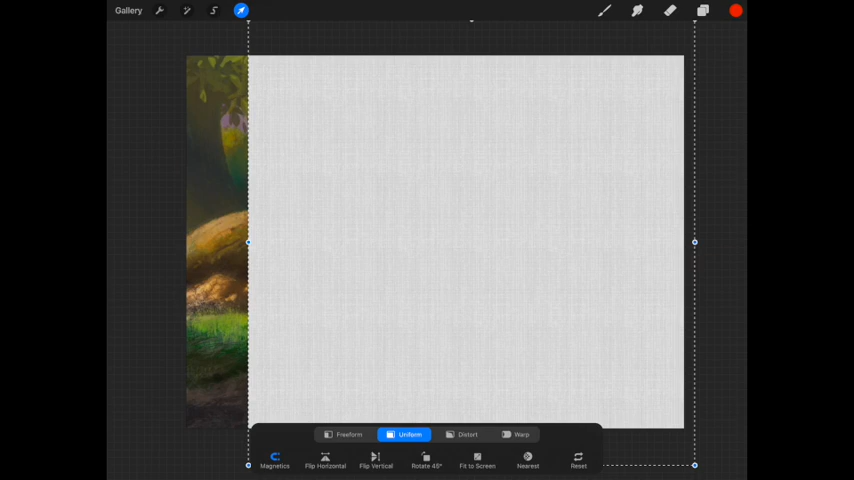 Gallery
Freeform Uniform Distort Warp
Magnetics Flip Horizontal Flip Vertical Rotate 45° Fit to Screen Nearest Reset